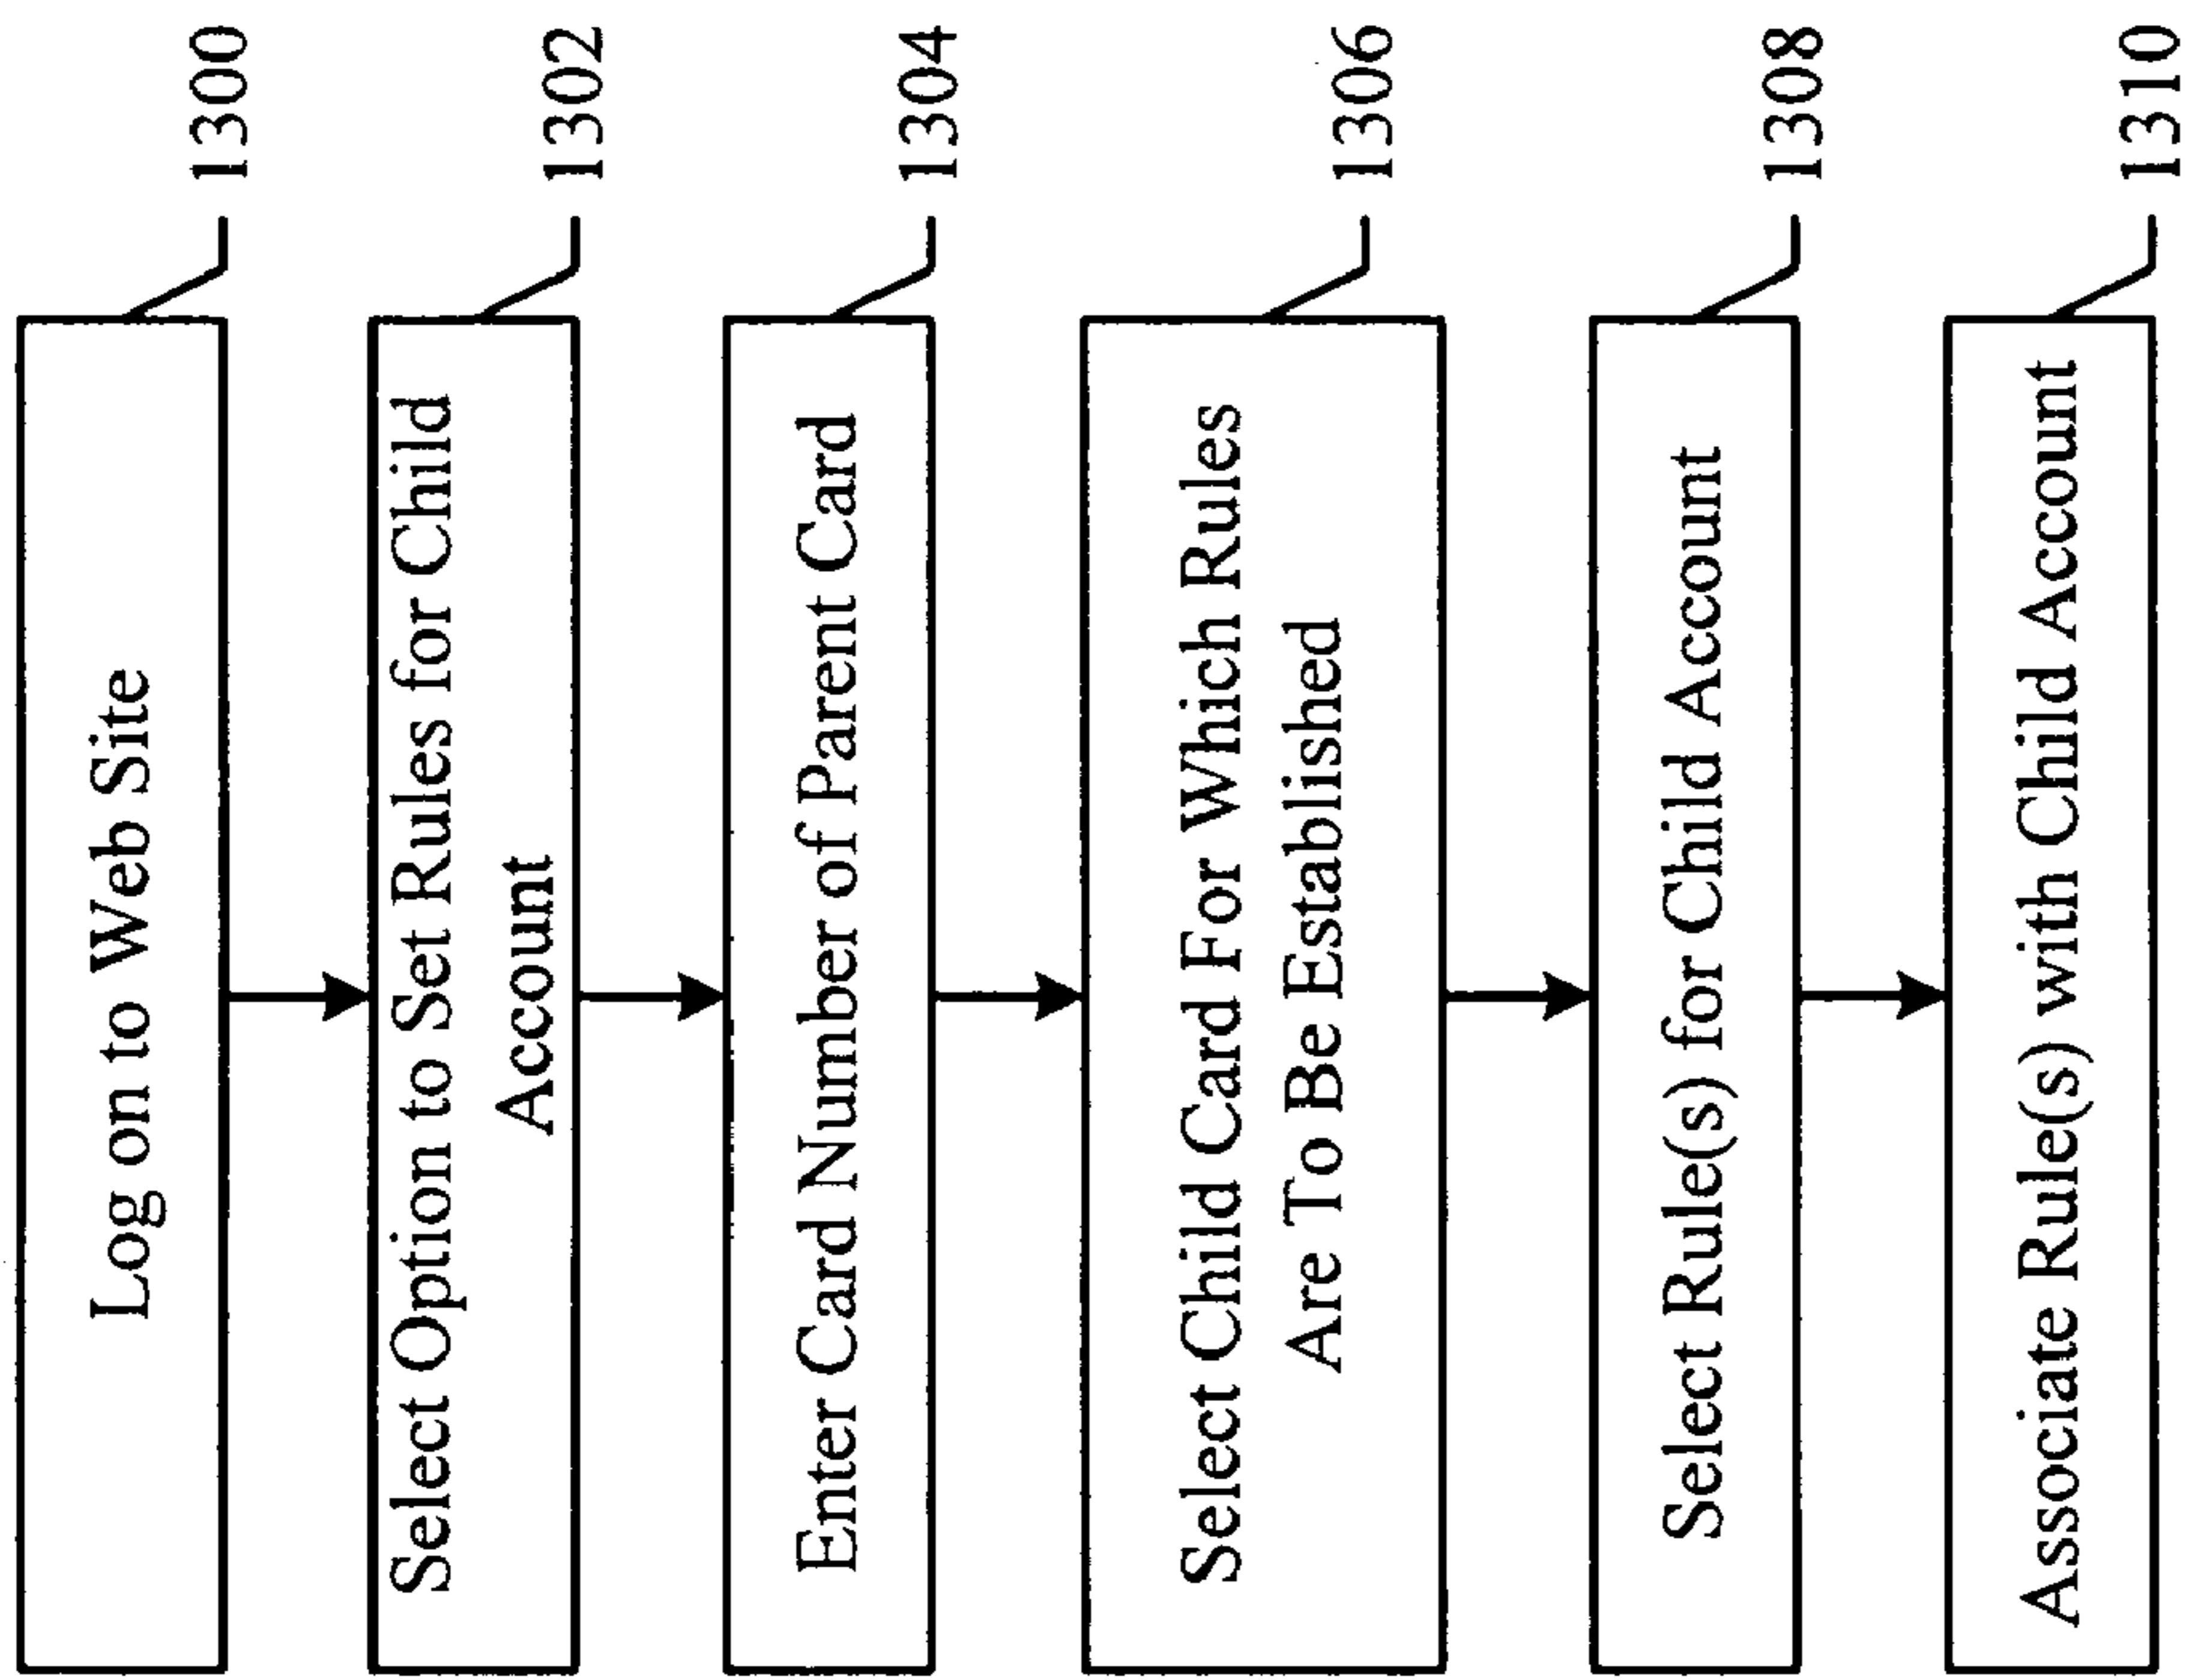 Log on to Web Site
1300
Select Option to Set Rules for Child
Account
1302
Enter Card Number of Parent Card
1304
Select Child Card For Which Rules
Are To Be Established
1306
Select Rule(s) for Child Account
1308
Associate Rule(s) with Child Account
1310